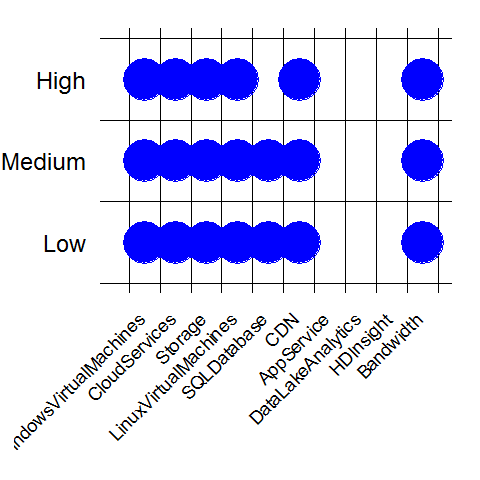 High
Medium
Low
ndowsVirtualMachines
CloudServices
Storage
LinuxVirtualMachines
SQLDatabase
CDN
AppService
DataLakeAnalytics
HDInsight
Bandwidth